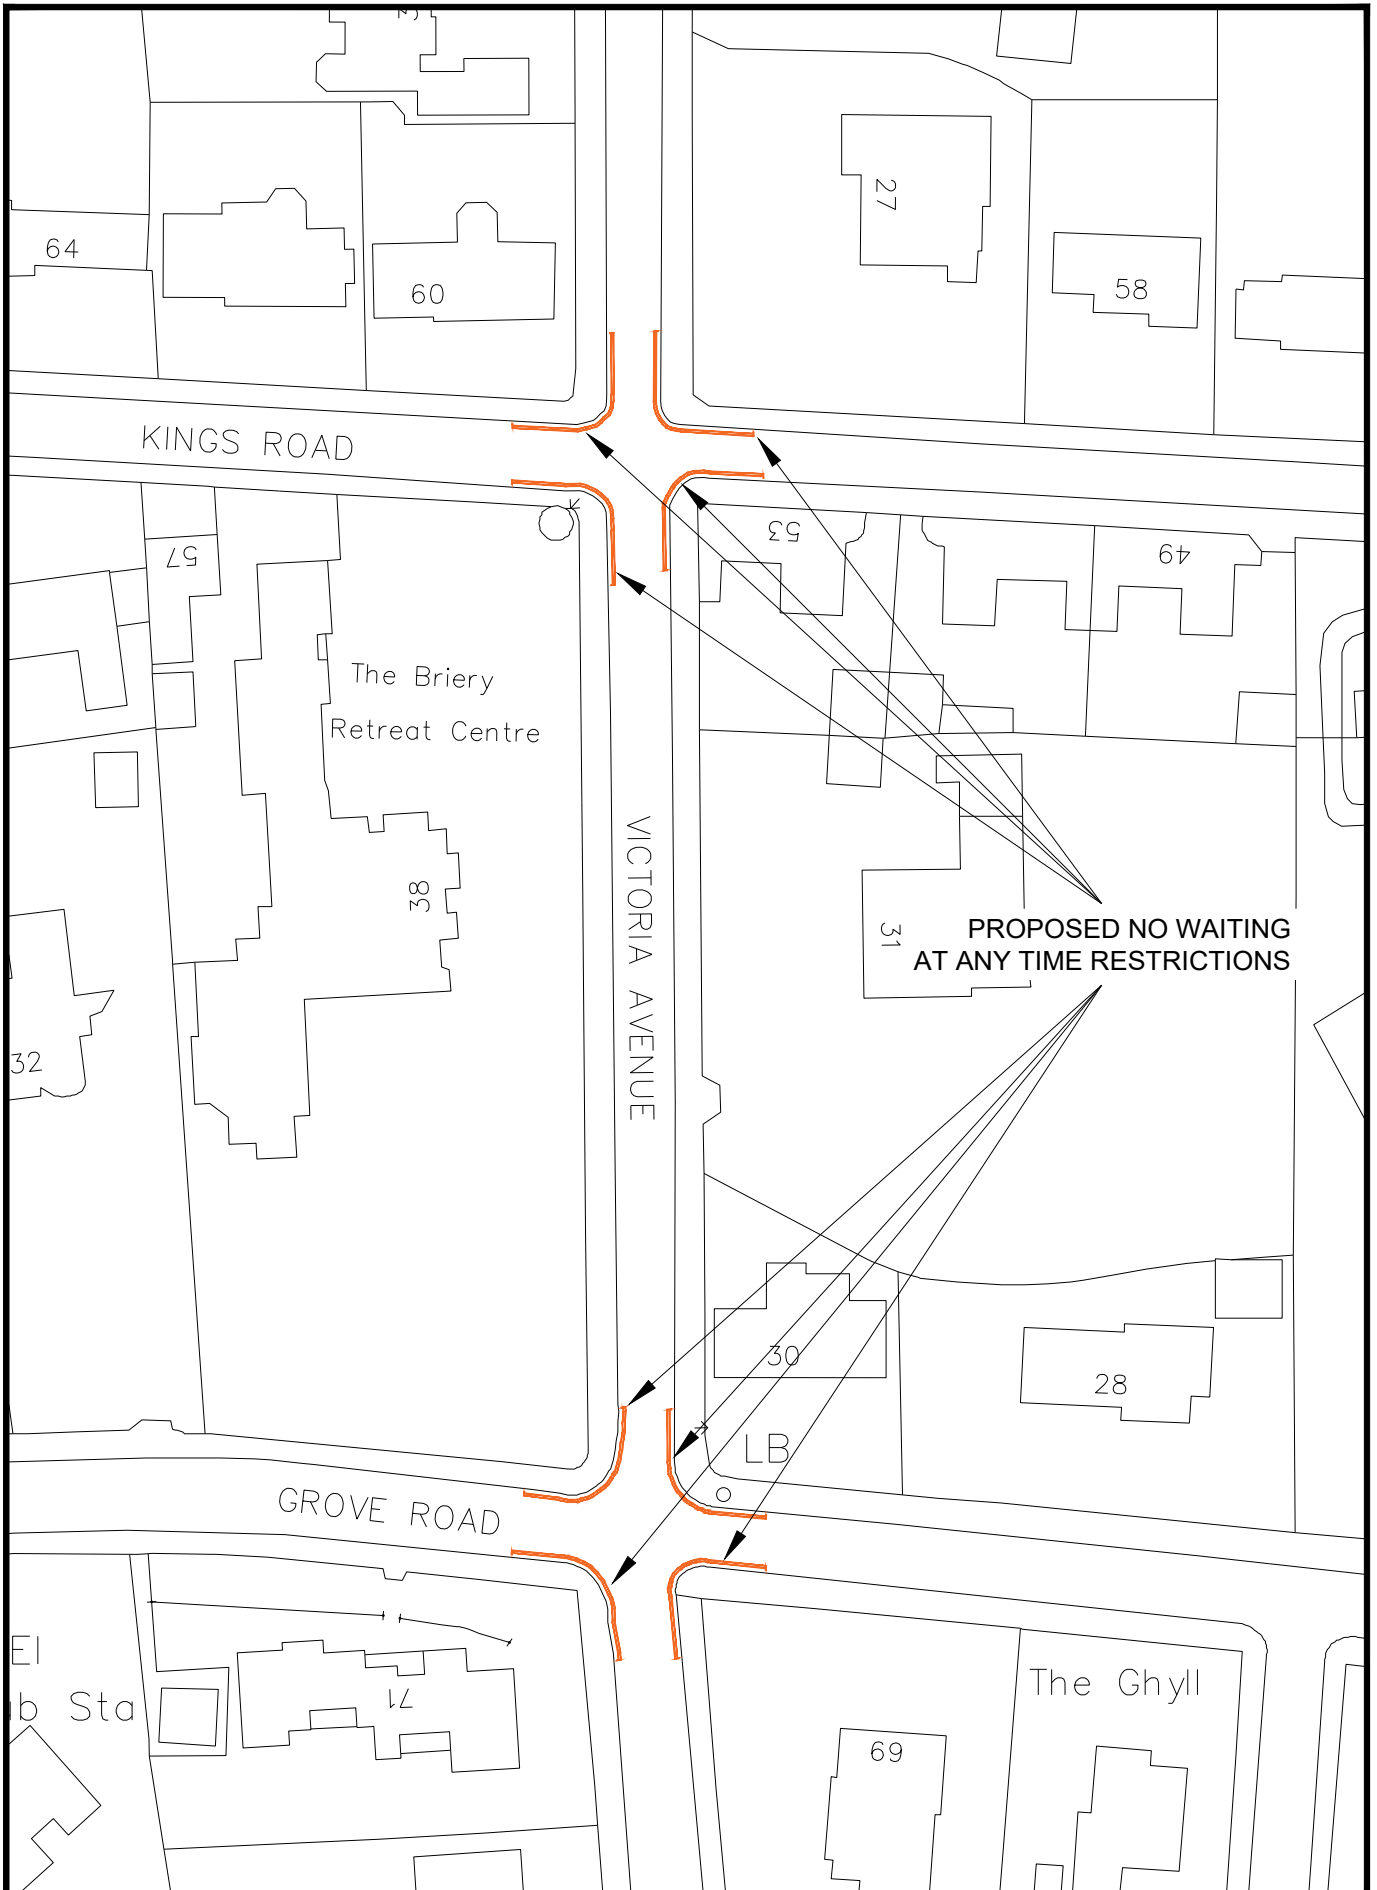 27
64
60
58
KINGS ROAD
53
57
49
The Briery
Retreat Centre
38
VICTORIA AVENUE
31
PROPOSED NO WAITING
AT ANY TIME RESTRICTIONS
32
30
28
LB
GROVE ROAD
El
Sta
71
The Ghyll
69